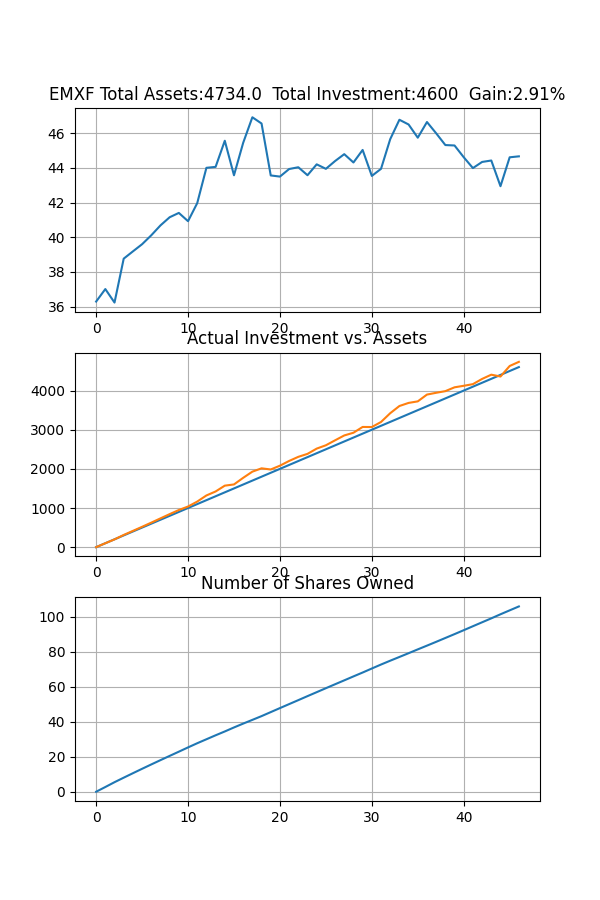 EMXF Total Assets:4734.0  Total Investment:4600  Gain:2.91%
46
44
42
40
38
36
0 10 20 30 40
Actual Investment vs. Assets
4000
3000
2000
1000
0
0 10 20 30 40
Number of Shares Owned
100
80
60
40
20
0
0 10 20 30 40